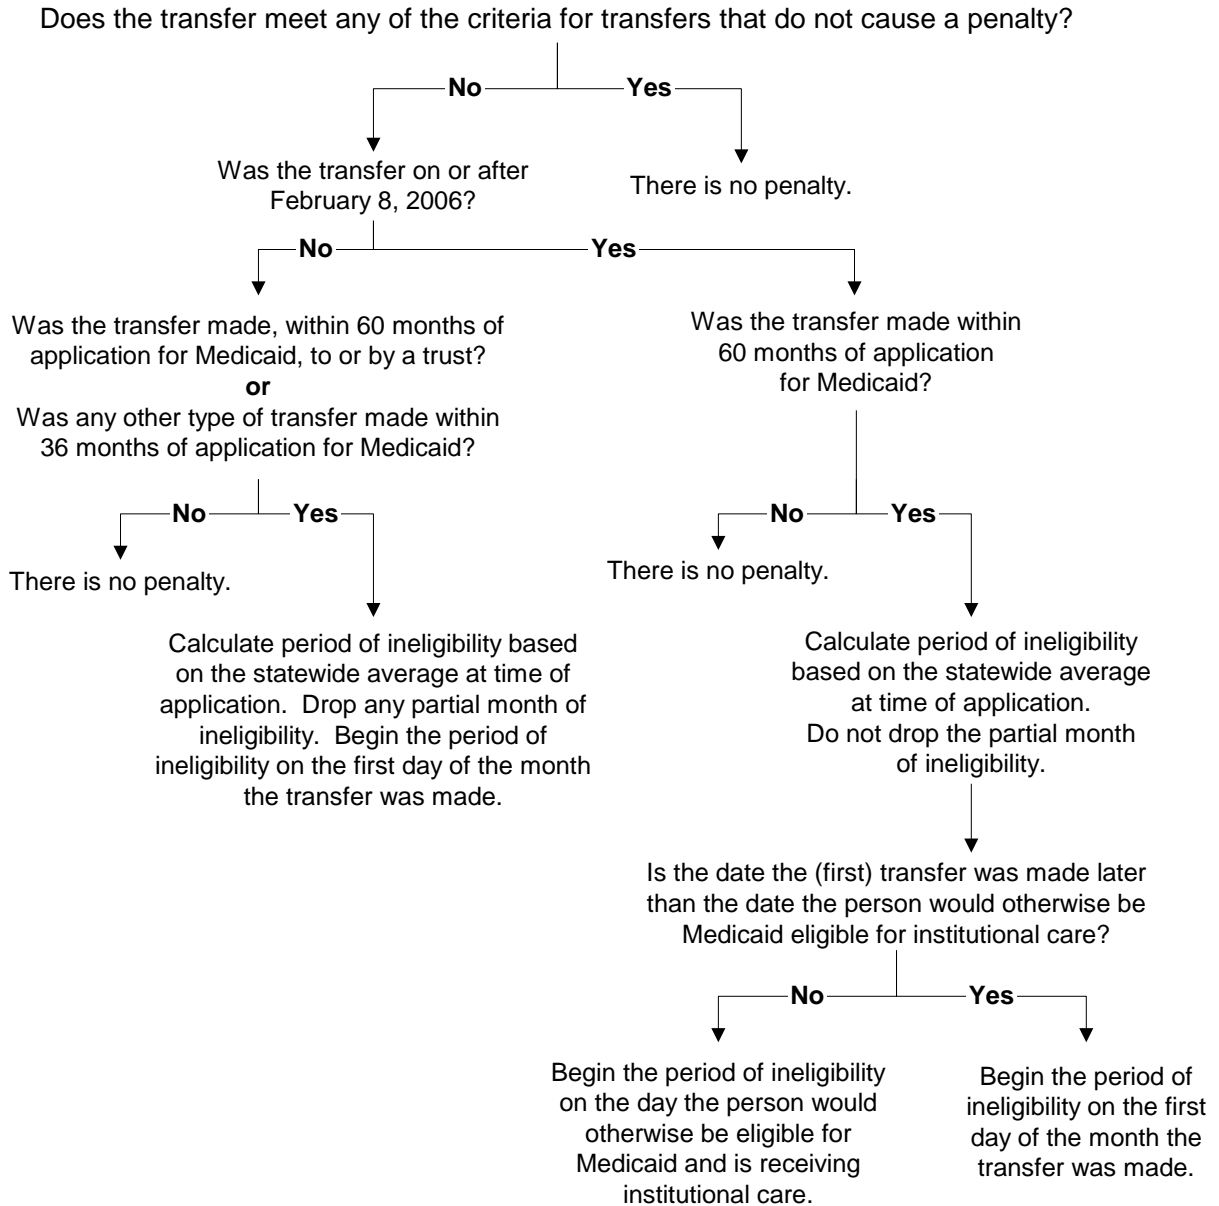 Does the transfer meet any of the criteria for transfers that do not cause a penalty?
No
Yes
Was the transfer on or after
February 8, 2006?
There is no penalty.
No
Yes
Was the transfer made, within 60 months of
application for Medicaid, to or by a trust?
or
Was any other type of transfer made within
36 months of application for Medicaid?
Was the transfer made within
60 months of application
for Medicaid?
No
Yes
No
Yes
There is no penalty.
There is no penalty.
Calculate period of ineligibility based
on the statewide average at time of
application. Drop any partial month of
ineligibility. Begin the period of
ineligibility on the first day of the month
the transfer was made.
Calculate period of ineligibility
based on the statewide average
at time of application.
Do not drop the partial month
of ineligibility.
Is the date the (first) transfer was made later
than the date the person would otherwise be
Medicaid eligible for institutional care?
No
Yes
Begin the period of ineligibility
on the day the person would
otherwise be eligible for
Medicaid and is receiving
institutional care.
Begin the period of
ineligibility on the first
day of the month the
transfer was made.